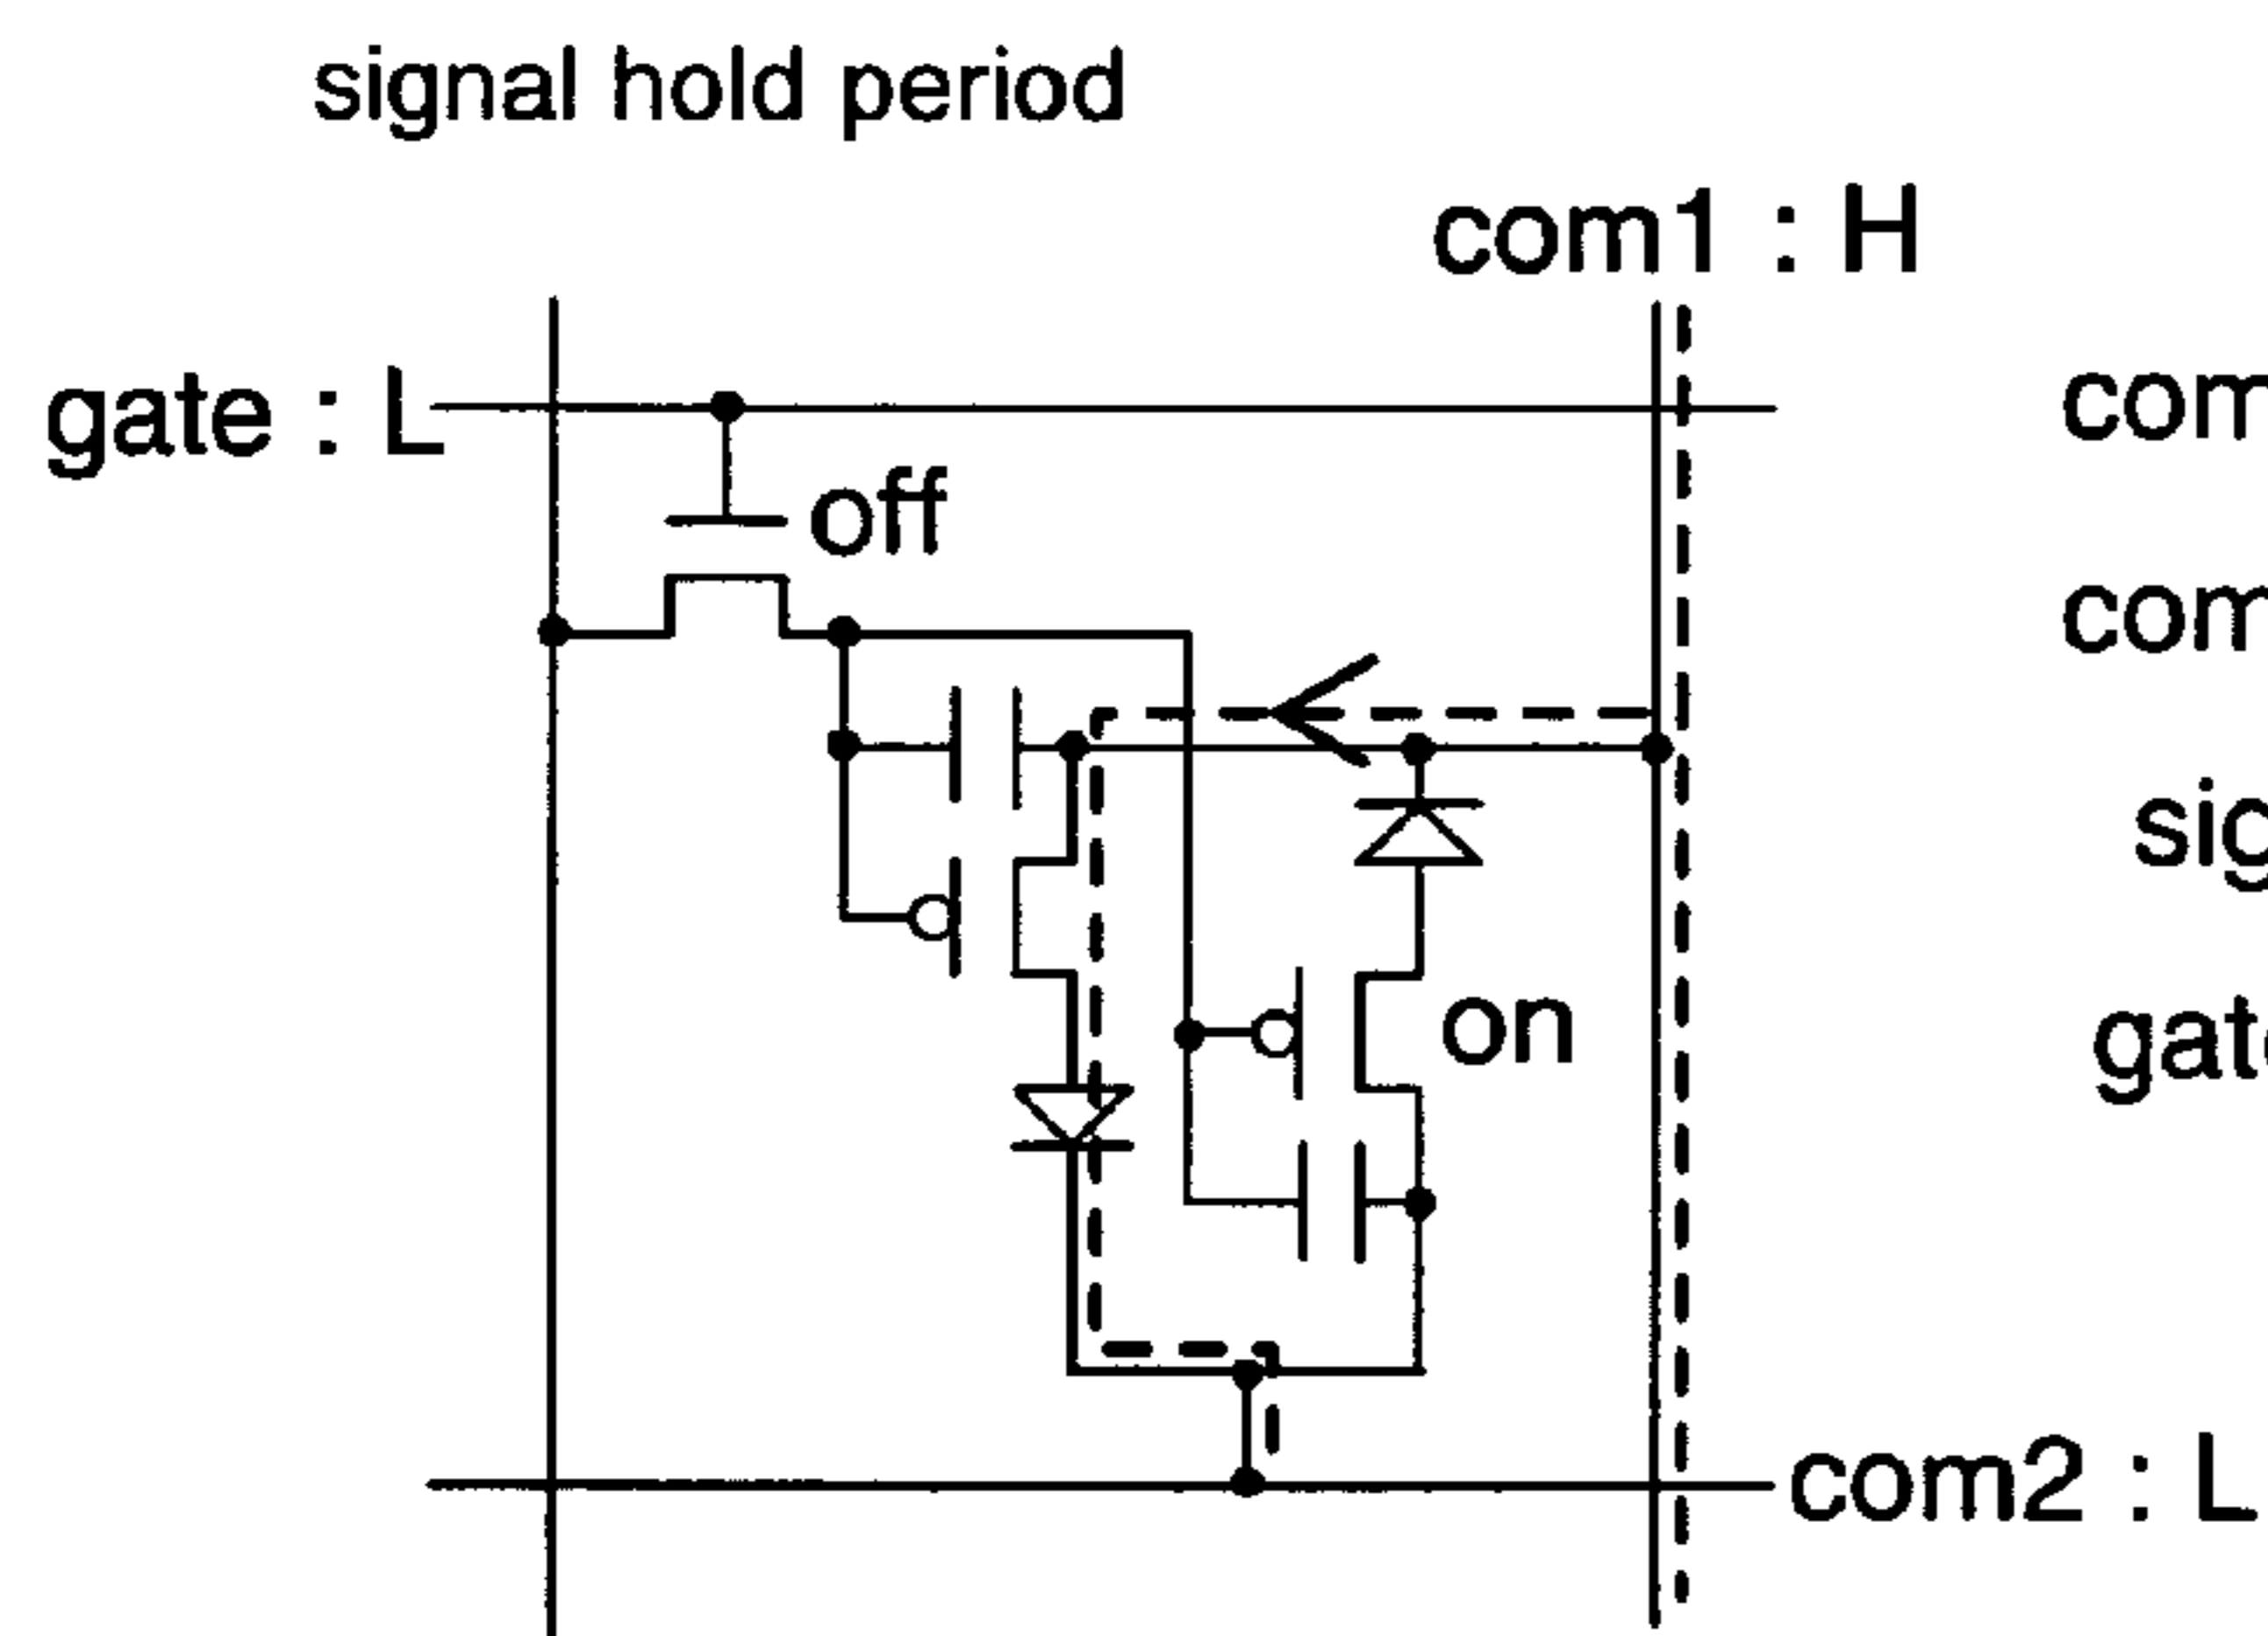 signal hold period
com1 : H
gate : L
off
on
com2 : L